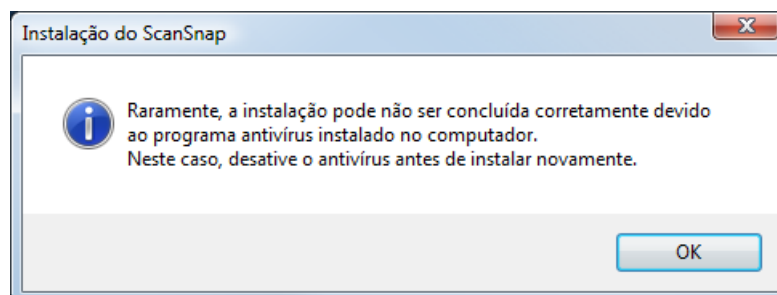 Instalação do ScanSnap
Raramente, a instalação pode não ser concluída corretamente devido
ao programa antivírus instalado no computador.
Neste caso, desative o antivírus antes de instalar novamente.
OK